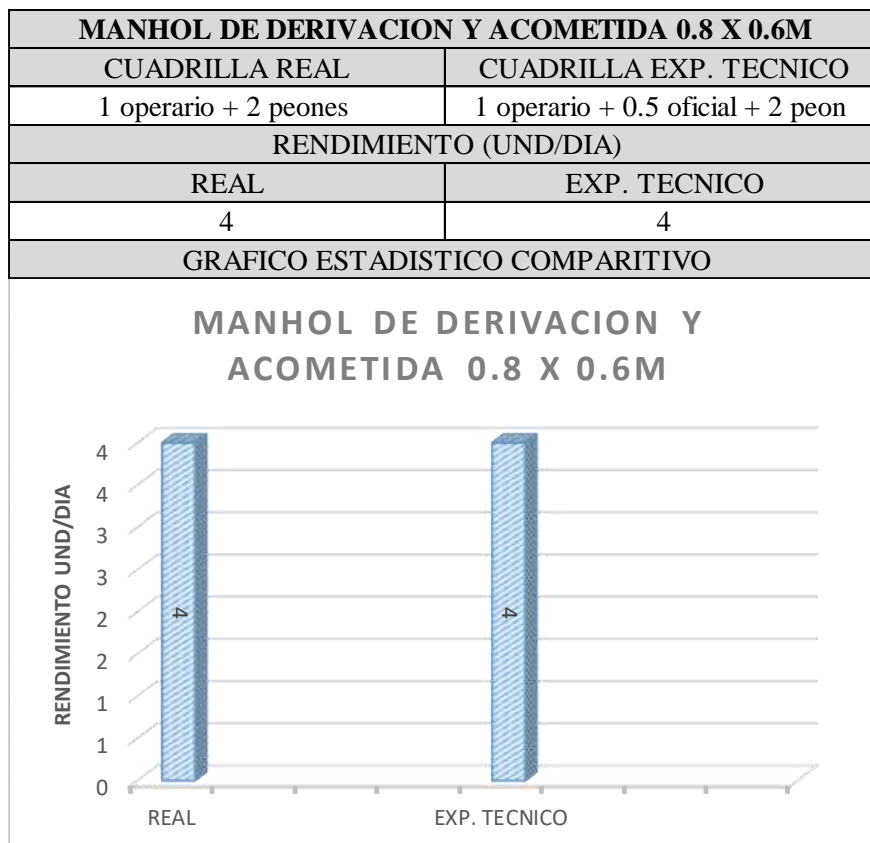 MANHOL DE DERIVACION Y ACOMETIDA 0.8 X 0.6M
CUADRILLA REAL CUADRILLA EXP. TECNICO
1 operario + 2 peones 1 operario + 0.5 oficial + 2 peon
RENDIMIENTO (UND/DIA)
REAL EXP. TECNICO
4 4
GRAFICO ESTADISTICO COMPARITIVO
MANHOL DE DERIVACION Y
ACOMETIDA 0.8 X 0.6M
RENDIMIENTO UND/DIA
4
4
3
3
2
2
1
1
0
4 4
REAL EXP. TECNICO